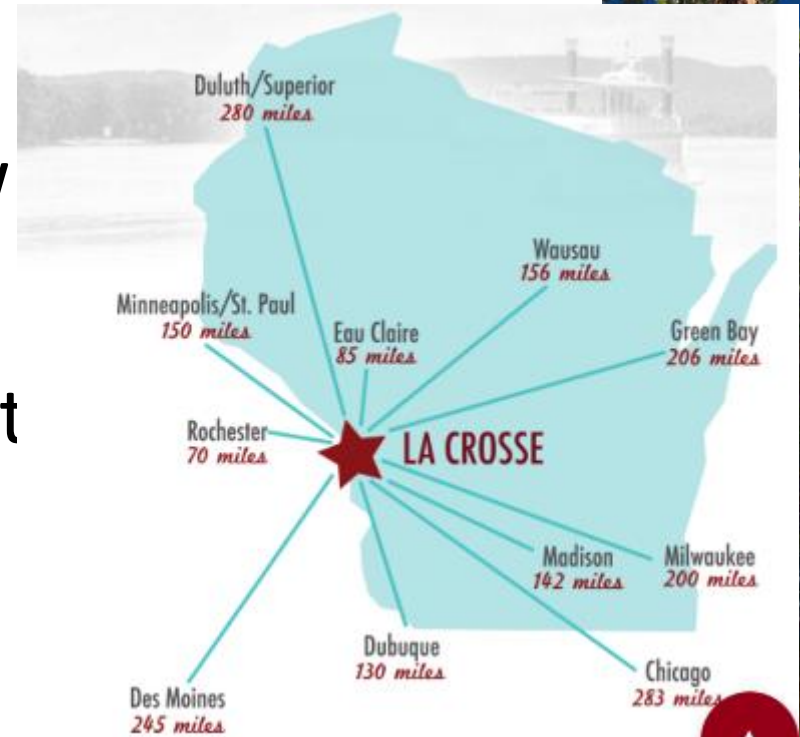 Duluth/Superior
280 miles
y
Wausau
156 miles
Minneapolis/St. Paul
150 miles
Eau Claire
85 miles
Green Bay
206 miles
t
Rochester
70 miles
LA CROSSE
Madison
142 miles
Milwaukee
200 miles
Dubuque
130 miles
Chicago
283 miles
Des Moines
245 miles